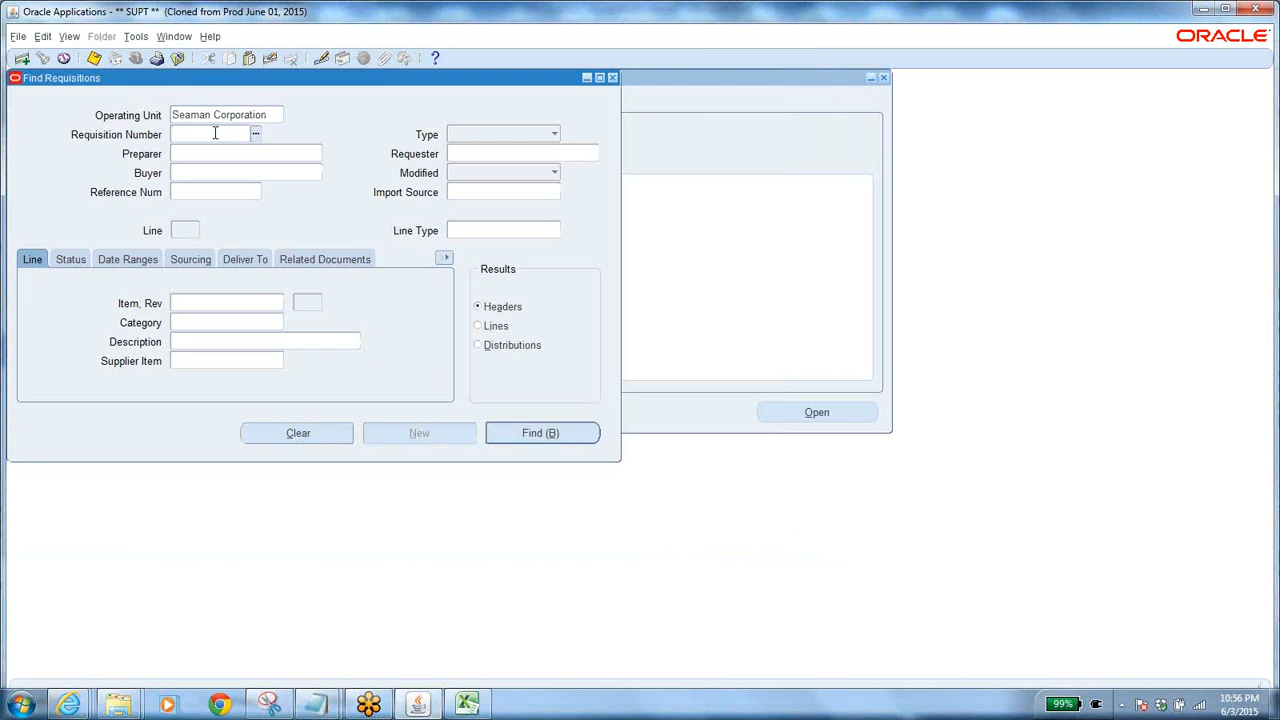 Oracle Applications - ** SUPT ** (Cloned from Prod June 01, 2015)
File Edit View Folder Tools Window Help
ORACLE
?
Find Requisitions
Operating Unit Seaman Corporation
Requisition Number Type
Preparer Requester
Buyer Modified
Reference Num Import Source
Line Line Type
Line Status Date Ranges Sourcing Deliver To Related Documents
Results
Item, Rev Headers
Category Lines
Description Distributions
Supplier Item
Open
Clear New Find (B)
99% 10:56 PM
6/3/2015